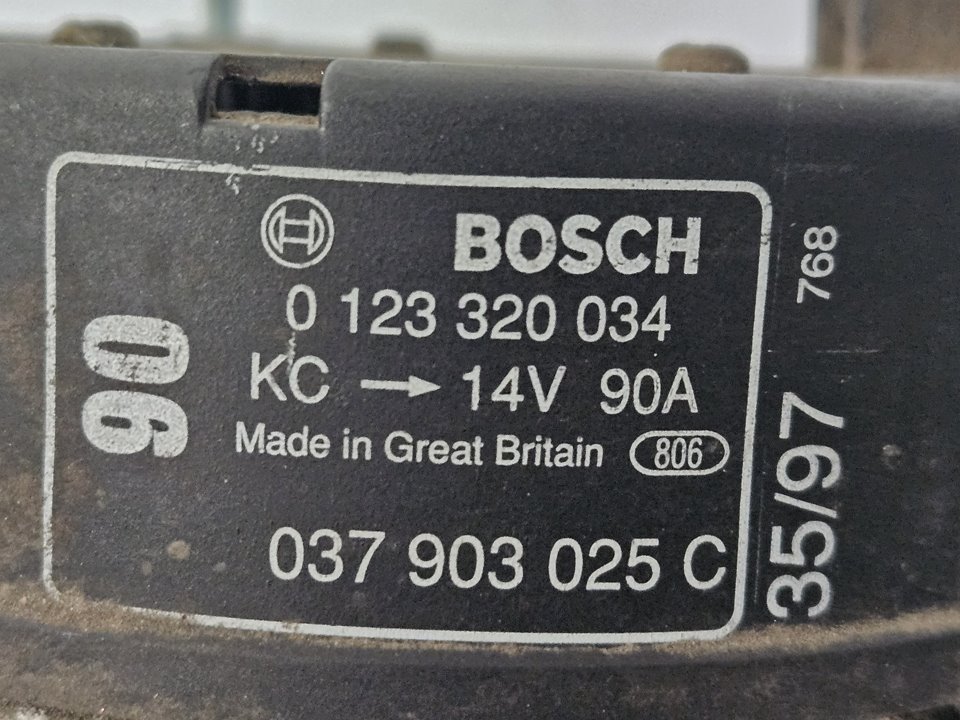 BOSCH
0 123 320 034
KC → 14V 90A
Made in Great Britain 806
037 903 025 C
90
35/97
768